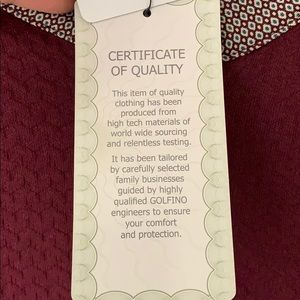 CERTIFICATE
OF QUALITY
This item of quality
clothing has been
produced from
high tech materials of
world wide sourcing
and relentless testing.
It has been tailored
by carefully selected
family businesses
guided by highly
qualified GOLFINO
engineers to ensure
your comfort
and protection.